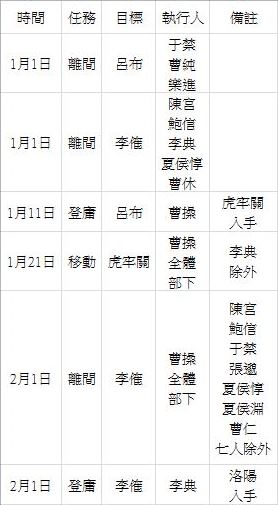 時間 任務 目標 執行人 備註
1月1日 離間 呂布 于禁
曹純
樂進
1月1日 離間 李傕 陳宮
鮑信
李典
夏侯惇
曹休
1月11日 登庸 呂布 曹操 虎牢關
入手
1月21日 移動 虎牢關 曹操
全體
部下 李典
除外
2月1日 離間 李傕 曹操
全體
部下 陳宮
鮑信
于禁
張邈
夏侯惇
夏侯淵
曹仁
七人除外
2月1日 登庸 李傕 李典 洛陽
入手